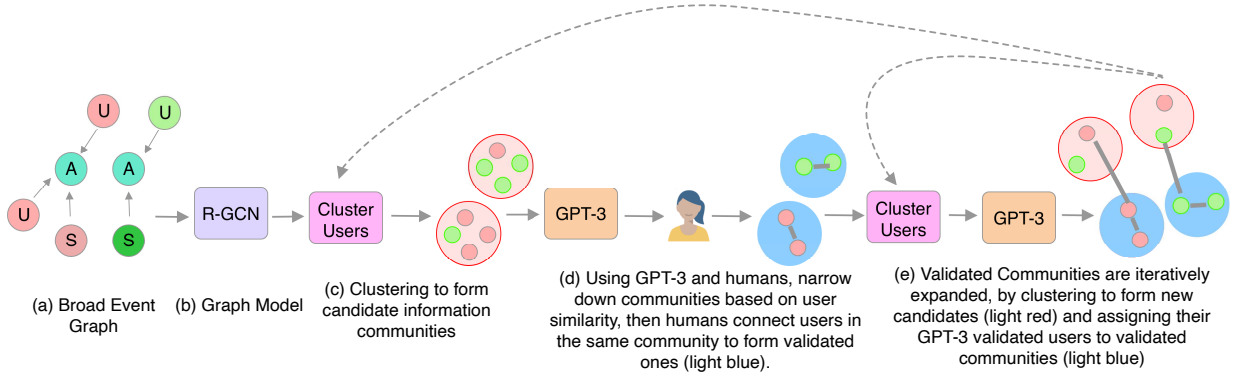 U
U
A
A
U
S
S
R-GCN
Cluster
Users
GPT-3
Cluster
Users
GPT-3
(a) Broad Event
Graph
(b) Graph Model
(c) Clustering to form
candidate information
communities
(d) Using GPT-3 and humans, narrow
down communities based on user
similarity, then humans connect users in
the same community to form validated
ones (light blue).
(e) Validated Communities are iteratively
expanded, by clustering to form new
candidates (light red) and assigning their
GPT-3 validated users to validated
communities (light blue)